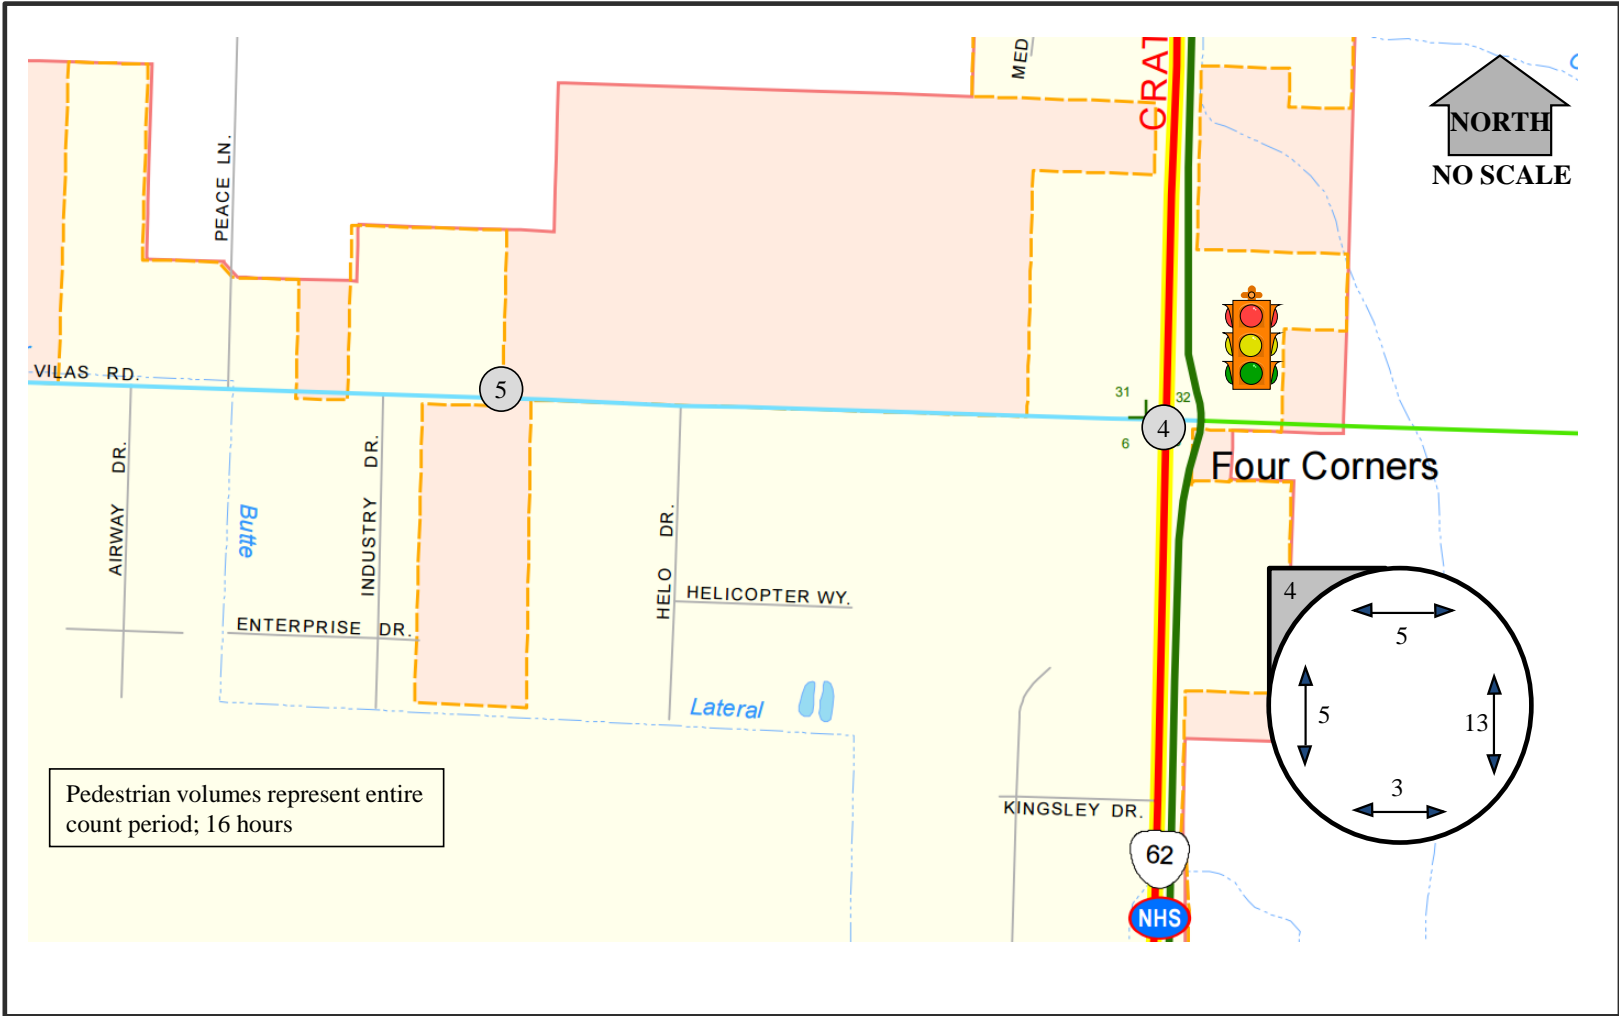 MED
CRAT
NORTH
NO SCALE
PEACE LN.
VILAS RD.
5
31
32
4
6
Four Corners
AIRWAY DR.
Butte
INDUSTRY DR.
HELO DR.
HELICOPTER WY.
ENTERPRISE DR.
Lateral
4
5
5
13
3
Pedestrian volumes represent entire
count period; 16 hours
KINGSLEY DR.
62
NHS